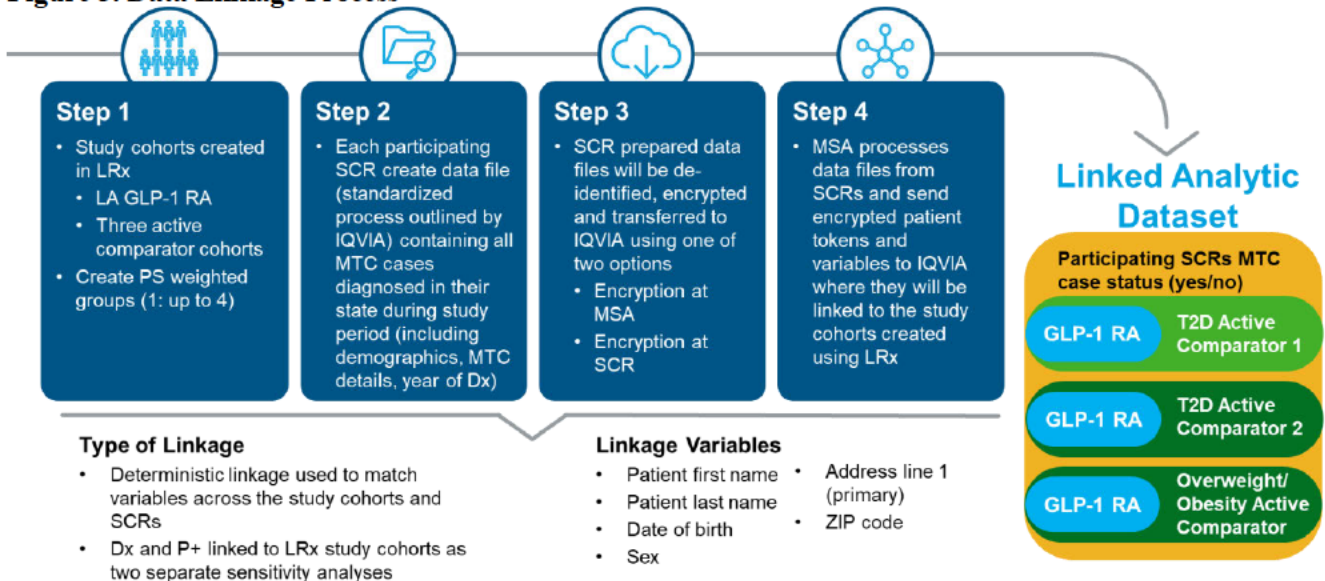 Figure 3. Data Linkage Process
Step 1
• Study cohorts created
in LRx
• LA GLP-1 RA
• Three active
comparator cohorts
• Create PS weighted
groups (1: up to 4)
Step 2
• Each participating
SCR create data file
(standardized
process outlined by
IQVIA) containing all
MTC cases
diagnosed in their
state during study
period (including
demographics, MTC
details, year of Dx)
Step 3
• SCR prepared data
files will be de-
identified, encrypted
and transferred to
IQVIA using one of
two options
• Encryption at
MSA
• Encryption at
SCR
Step 4
• MSA processes
data files from
SCRs and send
encrypted patient
tokens and
variables to IQVIA
where they will be
linked to the study
cohorts created
using LRx
Linked Analytic
Dataset
Participating SCRs MTC
case status (yes/no)
GLP-1 RA
T2D Active
Comparator 1
GLP-1 RA
T2D Active
Comparator 2
GLP-1 RA
Overweight/
Obesity Active
Comparator
Type of Linkage
• Deterministic linkage used to match
variables across the study cohorts and
SCRs
• Dx and P+ linked to LRx study cohorts as
two separate sensitivity analyses
Linkage Variables
• Patient first name
• Patient last name
• Date of birth
• Sex
• Address line 1
(primary)
• ZIP code